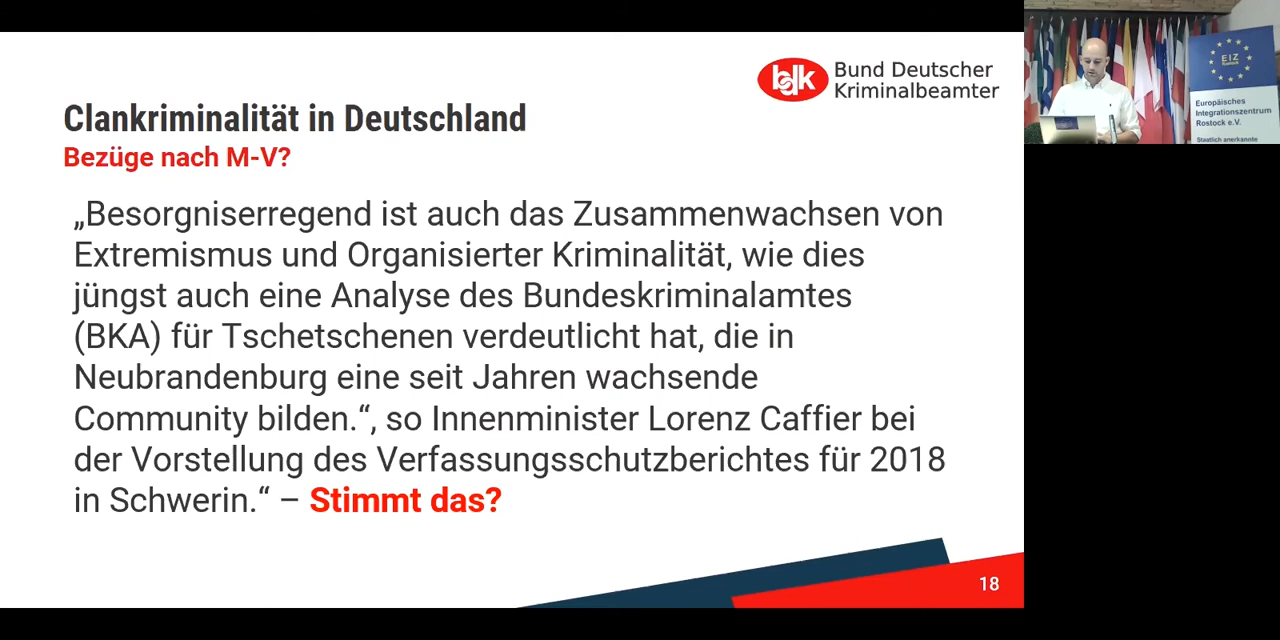 bdk
Bund Deutscher
Kriminalbeamter
Clankriminalität in Deutschland
Bezüge nach M-V?
„Besorgniserregend ist auch das Zusammenwachsen von
Extremismus und Organisierter Kriminalität, wie dies
jüngst auch eine Analyse des Bundeskriminalamtes
(BKA) für Tschetschenen verdeutlicht hat, die in
Neubrandenburg eine seit Jahren wachsende
Community bilden.“, so Innenminister Lorenz Caffier bei
der Vorstellung des Verfassungsschutzberichtes für 2018
in Schwerin.“ – Stimmt das?
18
EIZ
Europäisches
Integrationszentrum
Rostock e.V.
Staatlich anerkannte